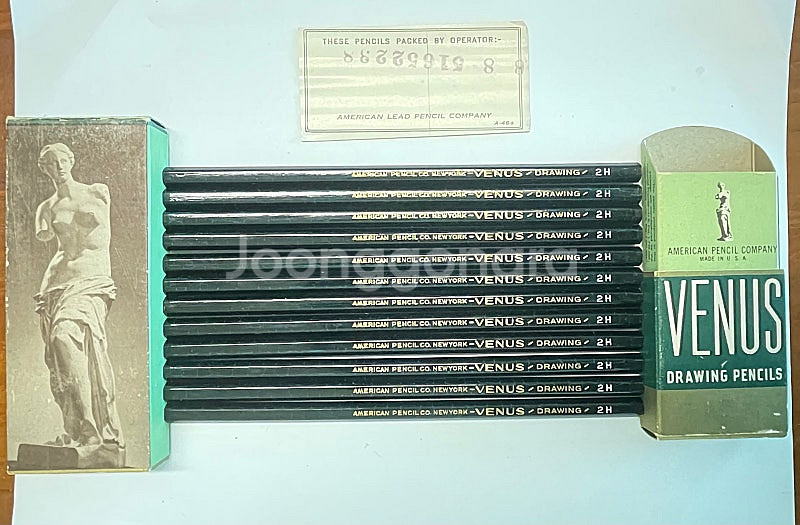 THESE PENCILS PACKED BY OPERATOR:-
AMERICAN LEAD PENCIL COMPANY
AMERICAN PENCIL CO. NEW YORK -VENUS- DRAWING - 2H
AMERICAN PENCIL CO. NEW YORK -VENUS- DRAWING - 2H
AMERICAN PENCIL CO. NEW YORK -VENUS- DRAWING - 2H
AMERICAN PENCIL CO. NEW YORK -VENUS- DRAWING - 2H
AMERICAN PENCIL CO. NEW YORK -VENUS- DRAWING - 2H
AMERICAN PENCIL CO. NEW YORK -VENUS- DRAWING - 2H
AMERICAN PENCIL CO. NEW YORK -VENUS- DRAWING - 2H
AMERICAN PENCIL CO. NEW YORK -VENUS- DRAWING - 2H
AMERICAN PENCIL CO. NEW YORK -VENUS- DRAWING - 2H
AMERICAN PENCIL CO. NEW YORK -VENUS- DRAWING - 2H
AMERICAN PENCIL CO. NEW YORK -VENUS- DRAWING - 2H
AMERICAN PENCIL CO. NEW YORK -VENUS- DRAWING - 2H
Joonggonara
AMERICAN PENCIL COMPANY
MADE IN U.S.A.
VENUS
DRAWING PENCILS